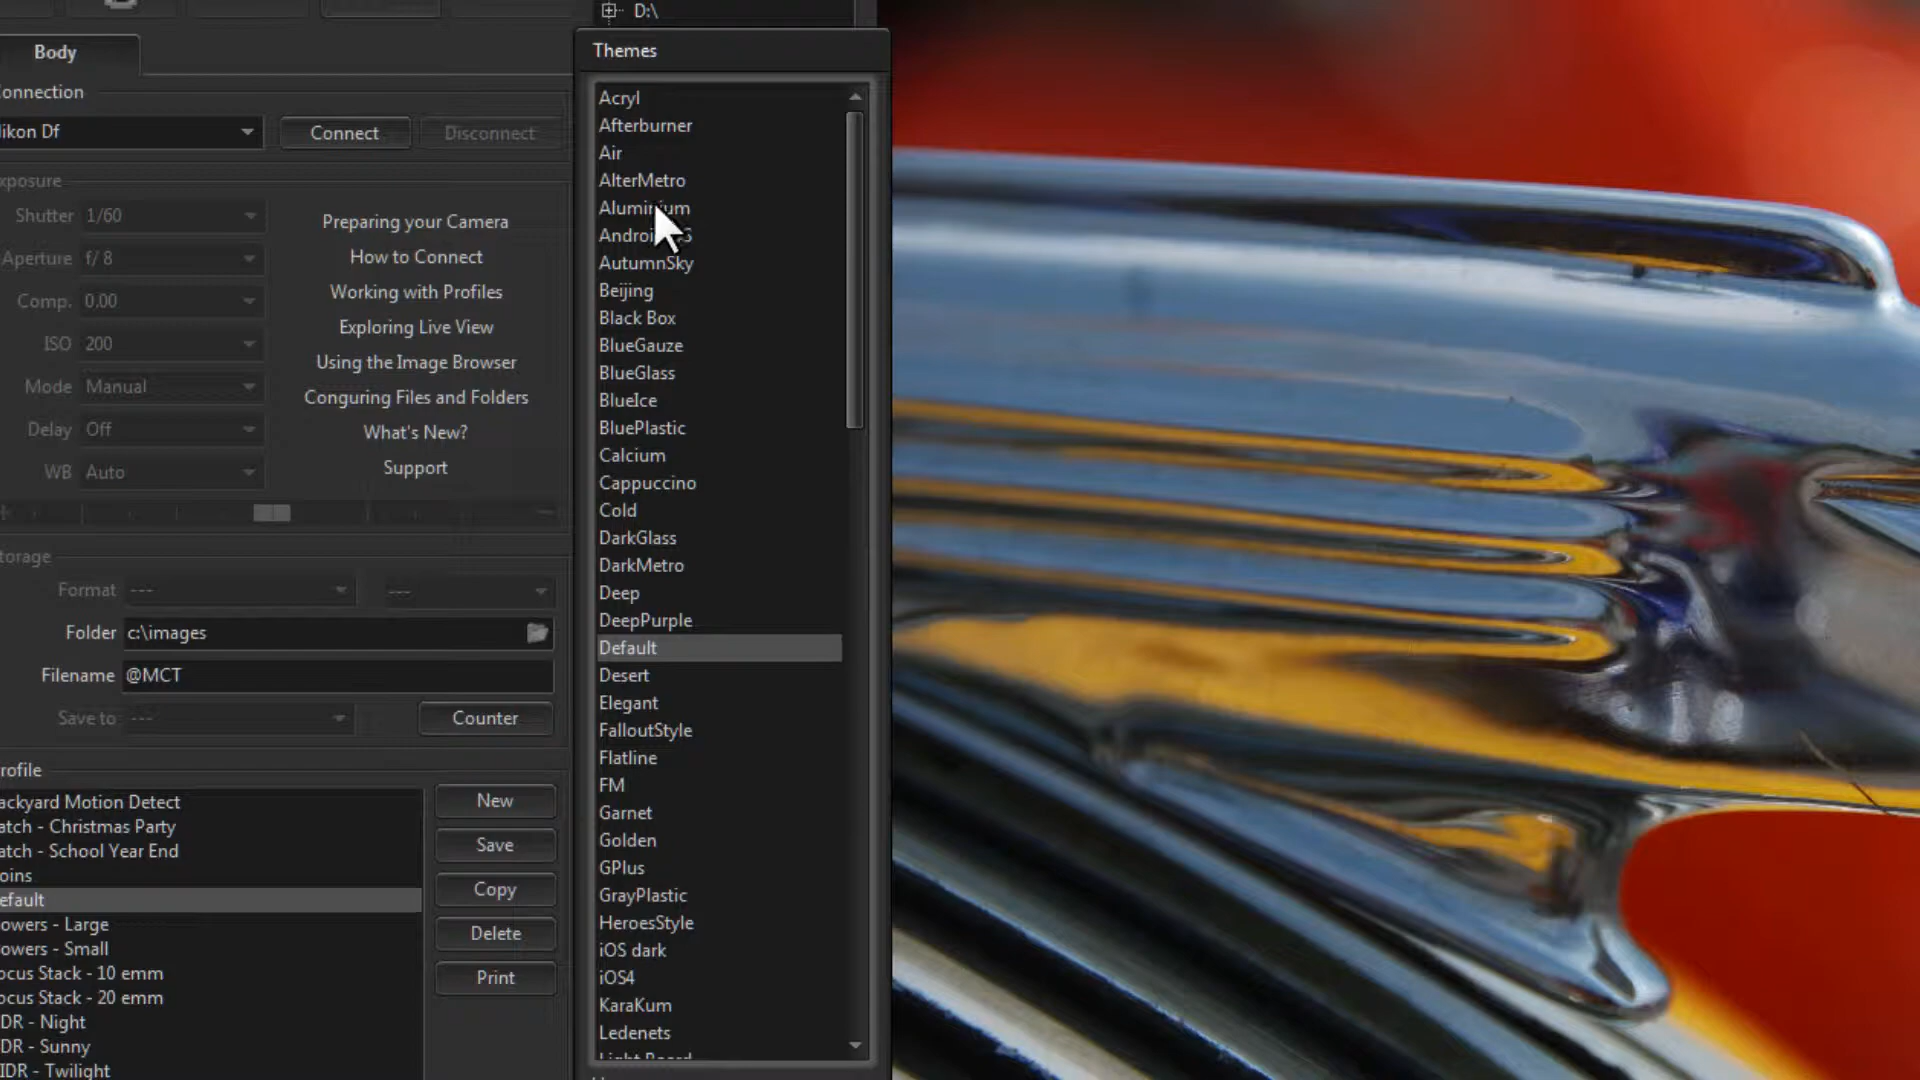 D:\
Body
Themes
onnection
ikon Df
Connect
Disconnect
xposure
Shutter 1/60
Aperture f/ 8
Comp. 0.00
ISO 200
Mode Manual
Delay Off
WB Auto
Preparing your Camera
How to Connect
Working with Profiles
Exploring Live View
Using the Image Browser
Conguring Files and Folders
What's New?
Support
torage
Format --- ---
Folder c:\images
Filename @MCT
Save to ---
Counter
rofile
ackyard Motion Detect
atch - Christmas Party
atch - School Year End
oins
efault
owers - Large
owers - Small
ocus Stack - 10 emm
ocus Stack - 20 emm
DR - Night
DR - Sunny
IDR - Twilight
New
Save
Copy
Delete
Print
Acryl
Afterburner
Air
AlterMetro
Aluminium
AutumnSky
Beijing
Black Box
BlueGauze
BlueGlass
BlueIce
BluePlastic
Calcium
Cappuccino
Cold
DarkGlass
DarkMetro
Deep
DeepPurple
Default
Desert
Elegant
FalloutStyle
Flatline
FM
Garnet
Golden
GPlus
GrayPlastic
HeroesStyle
iOS dark
iOS4
KaraKum
Ledenets